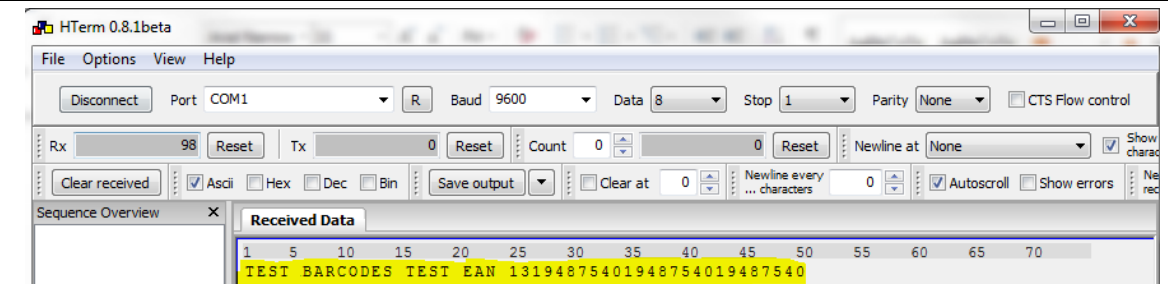 HTerm 0.8.1beta
File Options View Help
Disconnect Port COM1 R Baud 9600 Data 8 Stop 1 Parity None CTS Flow control
Rx 98 Reset Tx 0 Reset Count 0 0 Reset Newline at None Show
Clear received Ascii Hex Dec Bin Save output Clear at 0 Newline every ... characters 0 Autoscroll Show errors
Sequence Overview X Received Data
1 5 10 15 20 25 30 35 40 45 50 55 60 65 70
TEST BARCODES TEST EAN 13194875401948754019487540